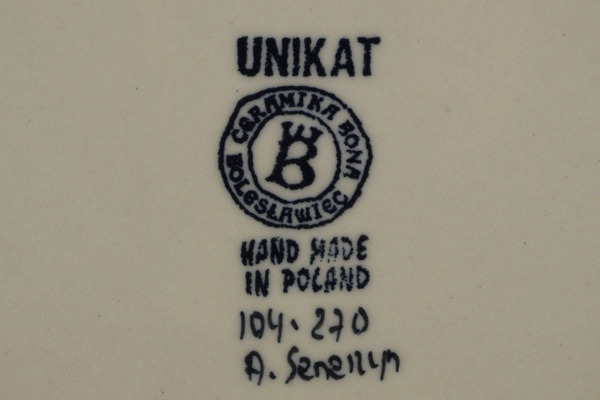 UNIKAT
CERAMIKA BONA
BOLESŁAWIEC
B
HAND MADE
IN POLAND
104-270
A.